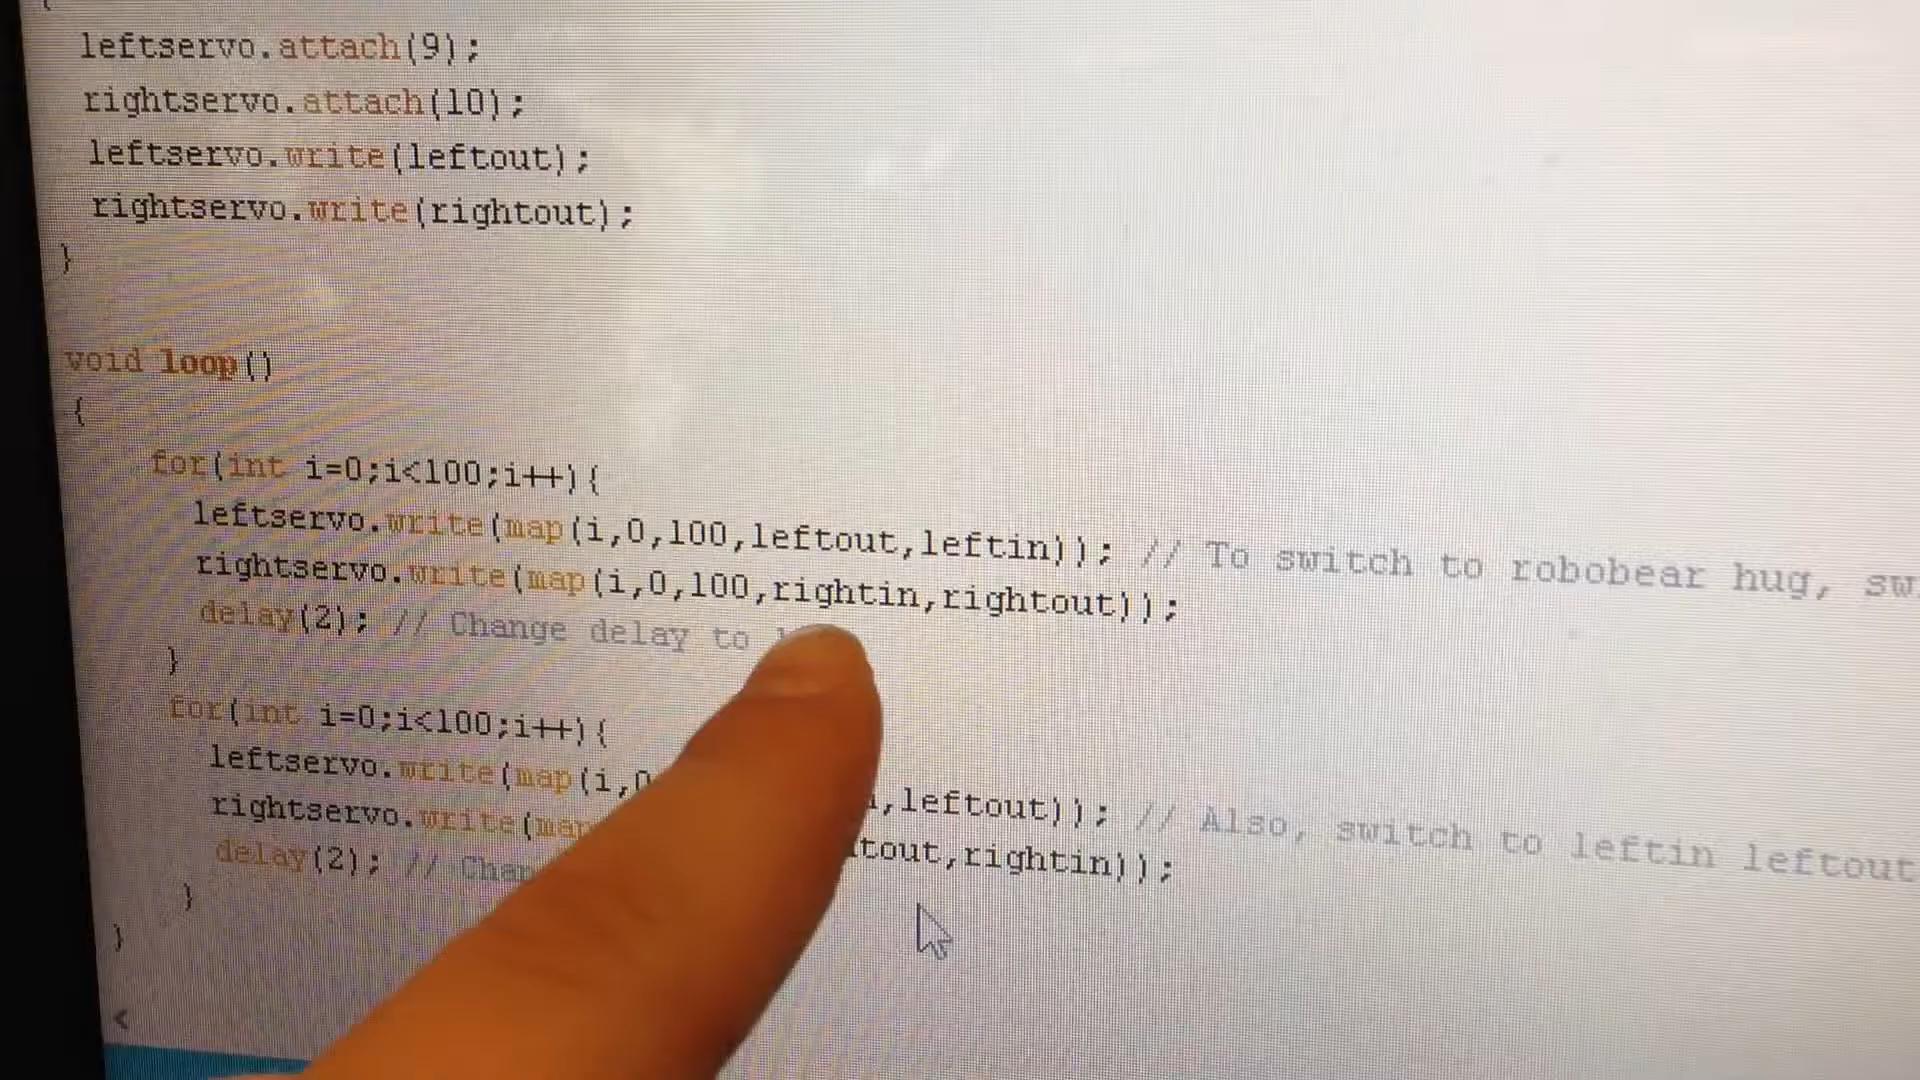 {
leftservo.attach(9);
rightservo.attach(10);
leftservo.write(leftout);
rightservo.write(rightout);
}
void loop()
{
for(int i=0;i<100;i++){
leftservo.write(map(i,0,100,leftout,leftin)); // To switch to robobear hug,
rightservo.write(map(i,0,100,rightin,rightout));
delay(2); // Change delay to
}
for(int i=0;i<100;i++){
leftservo.write(map(i,0 ,leftout)); // Also, switch to leftin leftout
rightservo.write( ,rightin));
delay(2); //
}
}